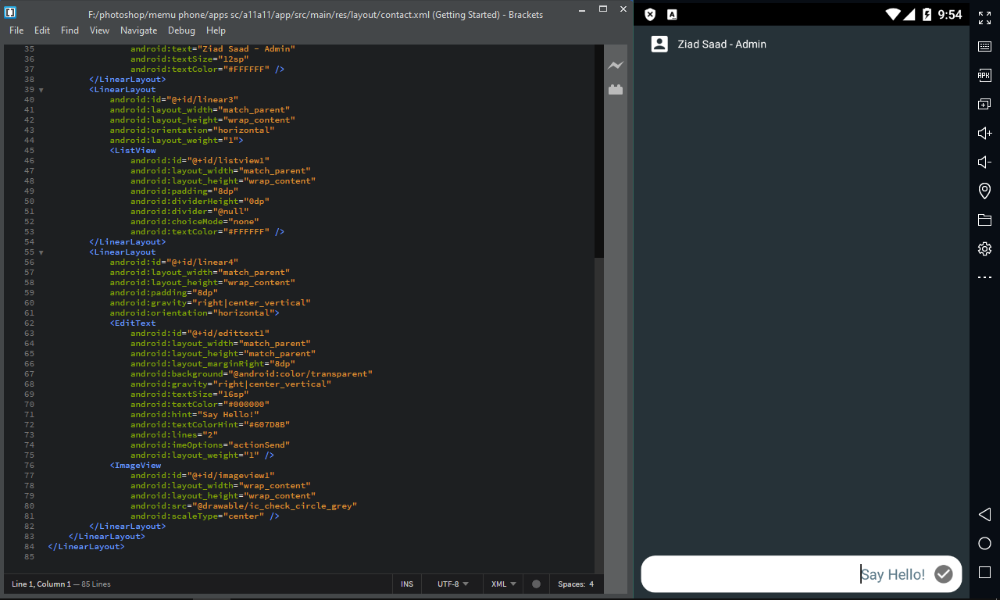 F:/photoshop/memu phone/apps sc/a11a11/app/src/main/res/layout/contact.xml (Getting Started) - Brackets
File Edit Find View Navigate Debug Help
35 android:text="Ziad Saad - Admin"
36 android:textSize="12sp"
37 android:textColor="#FFFFFF" />
38 </LinearLayout>
39 <LinearLayout
40 android:id="@+id/linear3"
41 android:layout_width="match_parent"
42 android:layout_height="wrap_content"
43 android:orientation="horizontal"
44 android:layout_weight="1">
45 <ListView
46 android:id="@+id/listview1"
47 android:layout_width="match_parent"
48 android:layout_height="wrap_content"
49 android:padding="8dp"
50 android:dividerHeight="0dp"
51 android:divider="@null"
52 android:choiceMode="none"
53 android:textColor="#FFFFFF" />
54 </LinearLayout>
55 <LinearLayout
56 android:id="@+id/linear4"
57 android:layout_width="match_parent"
58 android:layout_height="wrap_content"
59 android:padding="8dp"
60 android:gravity="right|center_vertical"
61 android:orientation="horizontal">
62 <EditText
63 android:id="@+id/edittext1"
64 android:layout_width="match_parent"
65 android:layout_height="match_parent"
66 android:layout_marginRight="8dp"
67 android:background="@android:color/transparent"
68 android:gravity="right|center_vertical"
69 android:textSize="16sp"
70 android:textColor="#000000"
71 android:hint="Say Hello!"
72 android:textColorHint="#607D8B"
73 android:lines="2"
74 android:imeOptions="actionSend"
75 android:layout_weight="1" />
76 <ImageView
77 android:id="@+id/imageview1"
78 android:layout_width="wrap_content"
79 android:layout_height="wrap_content"
80 android:src="@drawable/ic_check_circle_grey"
81 android:scaleType="center" />
82 </LinearLayout>
83 </LinearLayout>
84 </LinearLayout>
85
Line 1, Column 1 — 85 Lines INS UTF-8 XML Spaces: 4
A 9:54
Ziad Saad - Admin
APK
Say Hello!